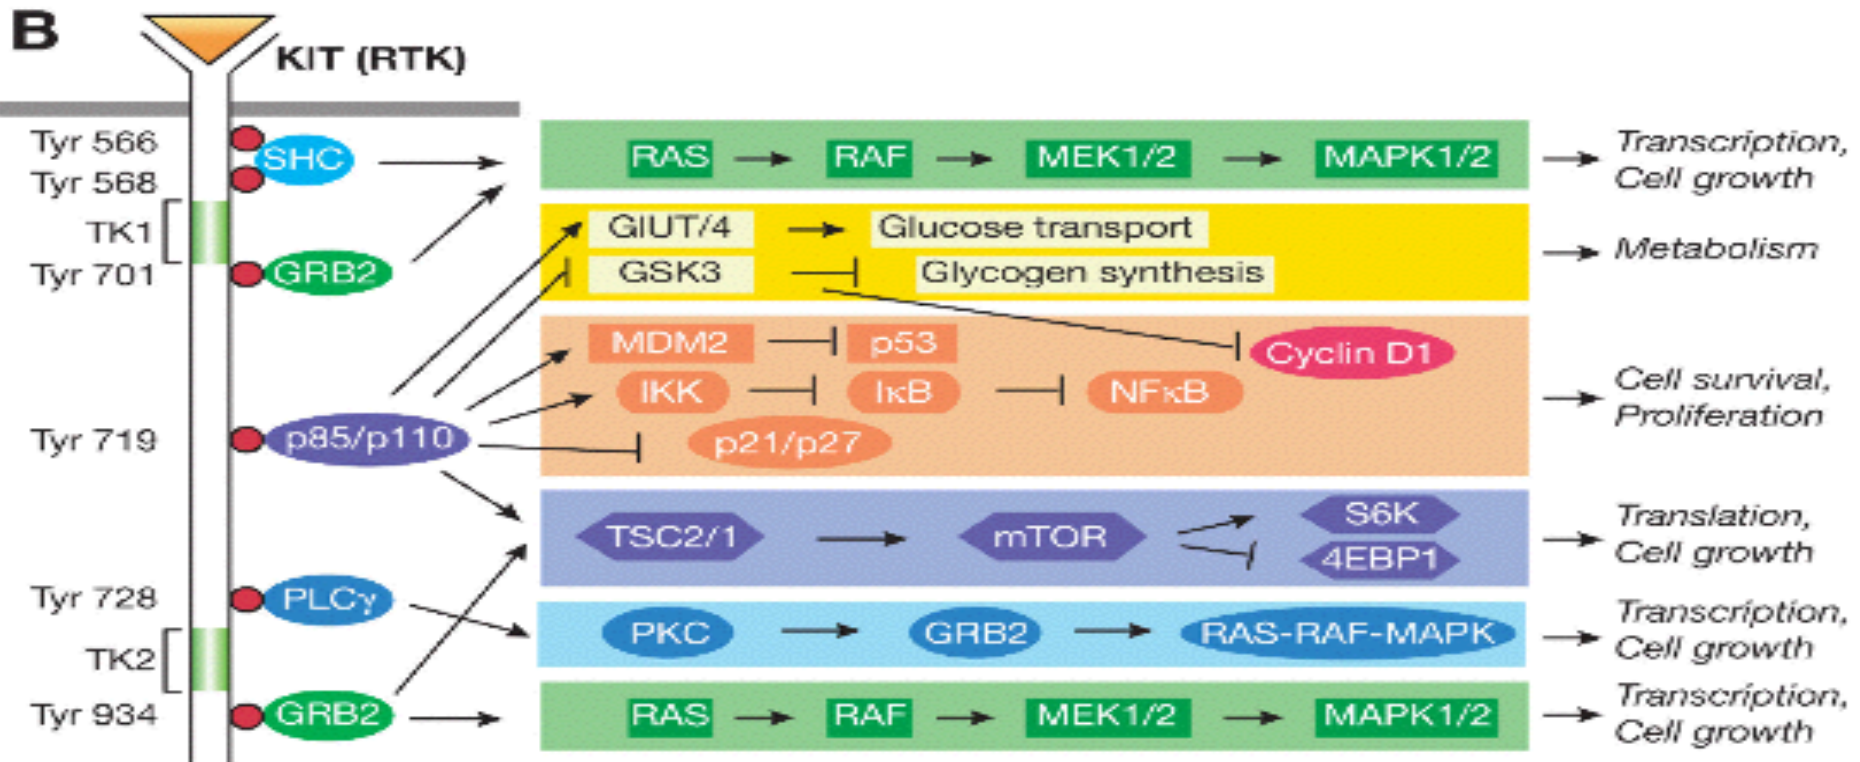 B
KIT (RTK)
Tyr 566
SHC
Tyr 568
TK1
Tyr 701
GRB2
Tyr 719
p85/p110
Tyr 728
PLCγ
TK2
Tyr 934
GRB2
RAS RAF MEK1/2 MAPK1/2
Transcription,
Cell growth
GIUT/4 Glucose transport
GSK3 Glycogen synthesis
Metabolism
MDM2 p53
Cyclin D1
IKK IκB NFκB
p21/p27
Cell survival,
Proliferation
TSC2/1 mTOR
S6K
4EBP1
Translation,
Cell growth
PKC GRB2 RAS-RAF-MAPK
Transcription,
Cell growth
RAS RAF MEK1/2 MAPK1/2
Transcription,
Cell growth